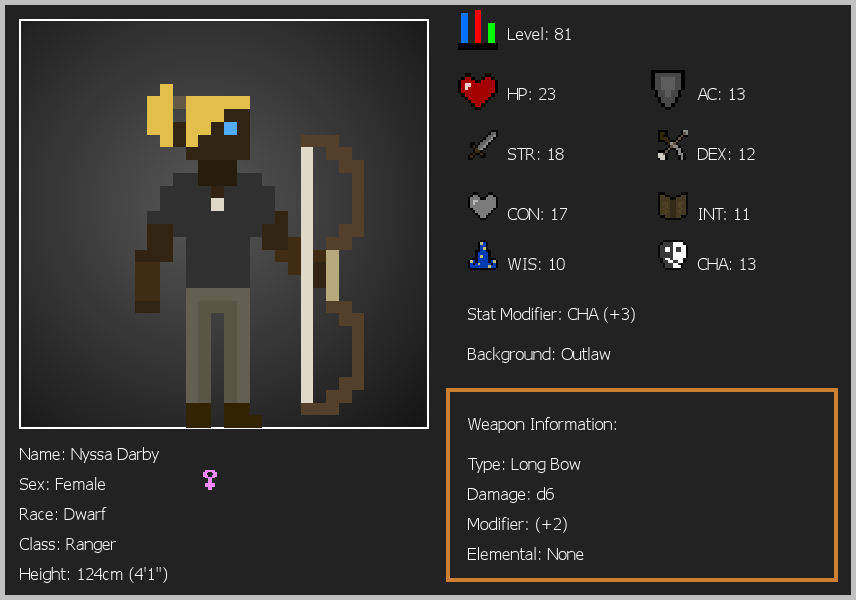 Level: 81
HP: 23
AC: 13
STR: 18
DEX: 12
CON: 17
INT: 11
WIS: 10
CHA: 13
Stat Modifier: CHA (+3)
Background: Outlaw
Weapon Information:
Type: Long Bow
Damage: d6
Modifier: (+2)
Elemental: None
Name: Nyssa Darby
Sex: Female
Race: Dwarf
Class: Ranger
Height: 124cm (4'1")